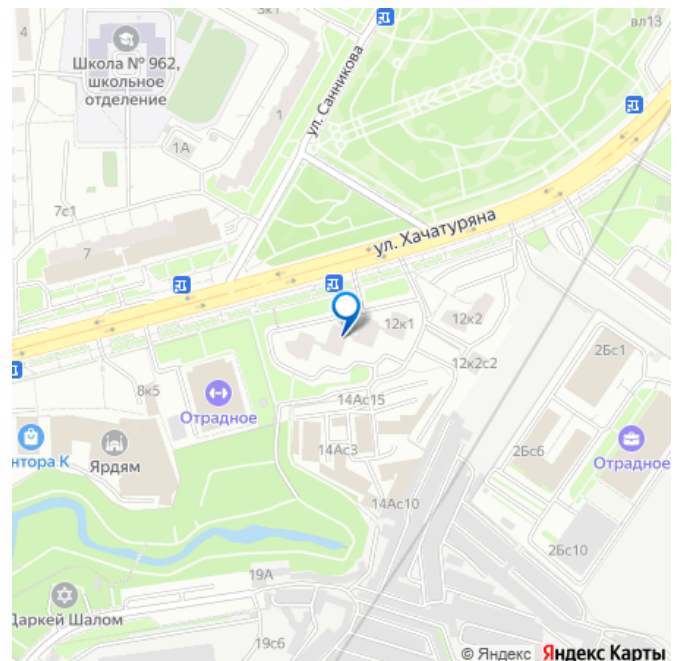 4
3к1
вл13
Школа № 962,
школьное
отделение
ул. Санникова
1
1А
7с1
7
ул. Хачатуряна
12к1
12к2
12к2с2
2Бс1
8к5
Отрадное
14Ас15
нтора К
Ярдям
14Ас3
2Бс6
Отрадное
14Ас10
2Бс10
19А
Даркей Шалом
19с6
© Яндекс Яндекс Карты